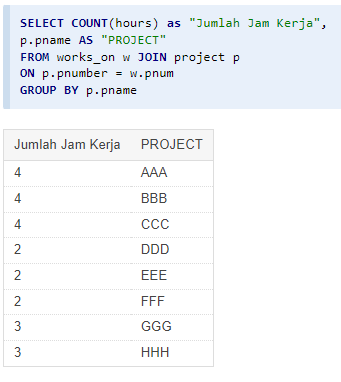 SELECT COUNT(hours) as "Jumlah Jam Kerja",
p.pname AS "PROJECT"
FROM works_on w JOIN project p
ON p.pnumber = w.pnum
GROUP BY p.pname
Jumlah Jam Kerja PROJECT
4 AAA
4 BBB
4 CCC
2 DDD
2 EEE
2 FFF
3 GGG
3 HHH